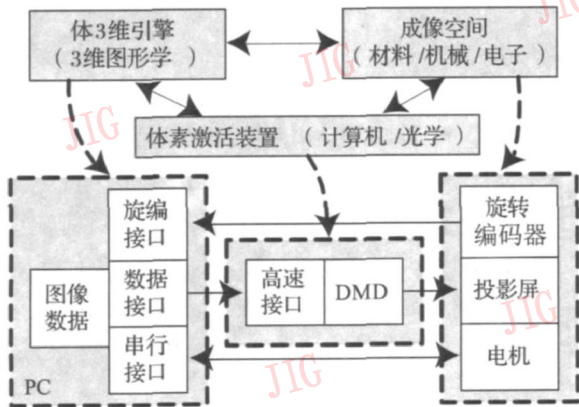 体3维引擎
(3维图形学)
成像空间
(材料/机械/电子)
JIG
JIG
JIG
体素激活装置 (计算机/光学)
旋编
接口
图像
数据
数据
接口
串行
接口
PC
高速
接口
DMD
旋转
编码器
投影屏
电机
JIG
JIG